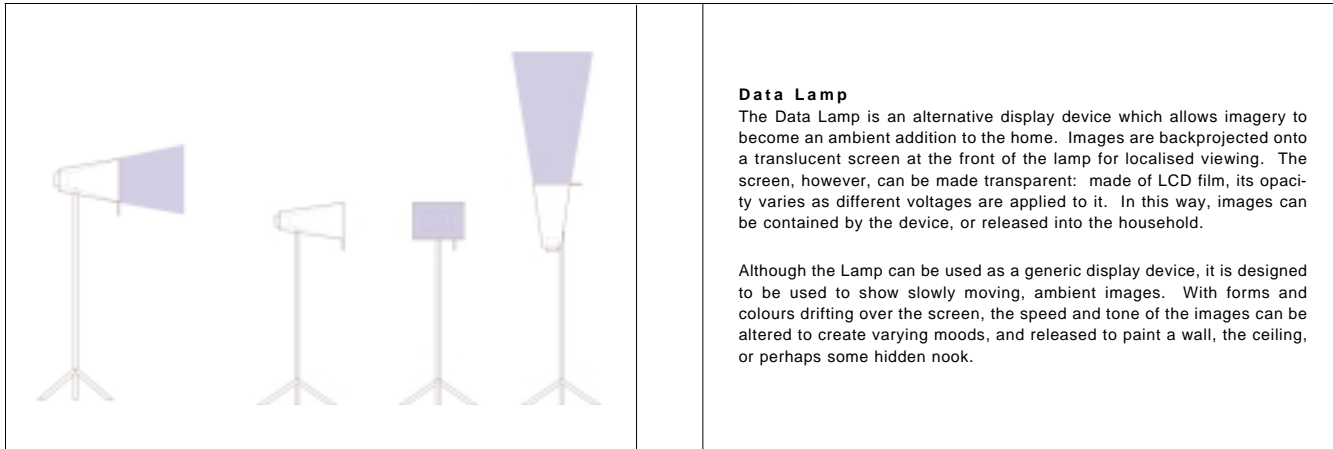 Data Lamp
The Data Lamp is an alternative display device which allows imagery to
become an ambient addition to the home. Images are backprojected onto
a translucent screen at the front of the lamp for localised viewing. The
screen, however, can be made transparent: made of LCD film, its opaci-
ty varies as different voltages are applied to it. In this way, images can
be contained by the device, or released into the household.
Although the Lamp can be used as a generic display device, it is designed
to be used to show slowly moving, ambient images. With forms and
colours drifting over the screen, the speed and tone of the images can be
altered to create varying moods, and released to paint a wall, the ceiling,
or perhaps some hidden nook.